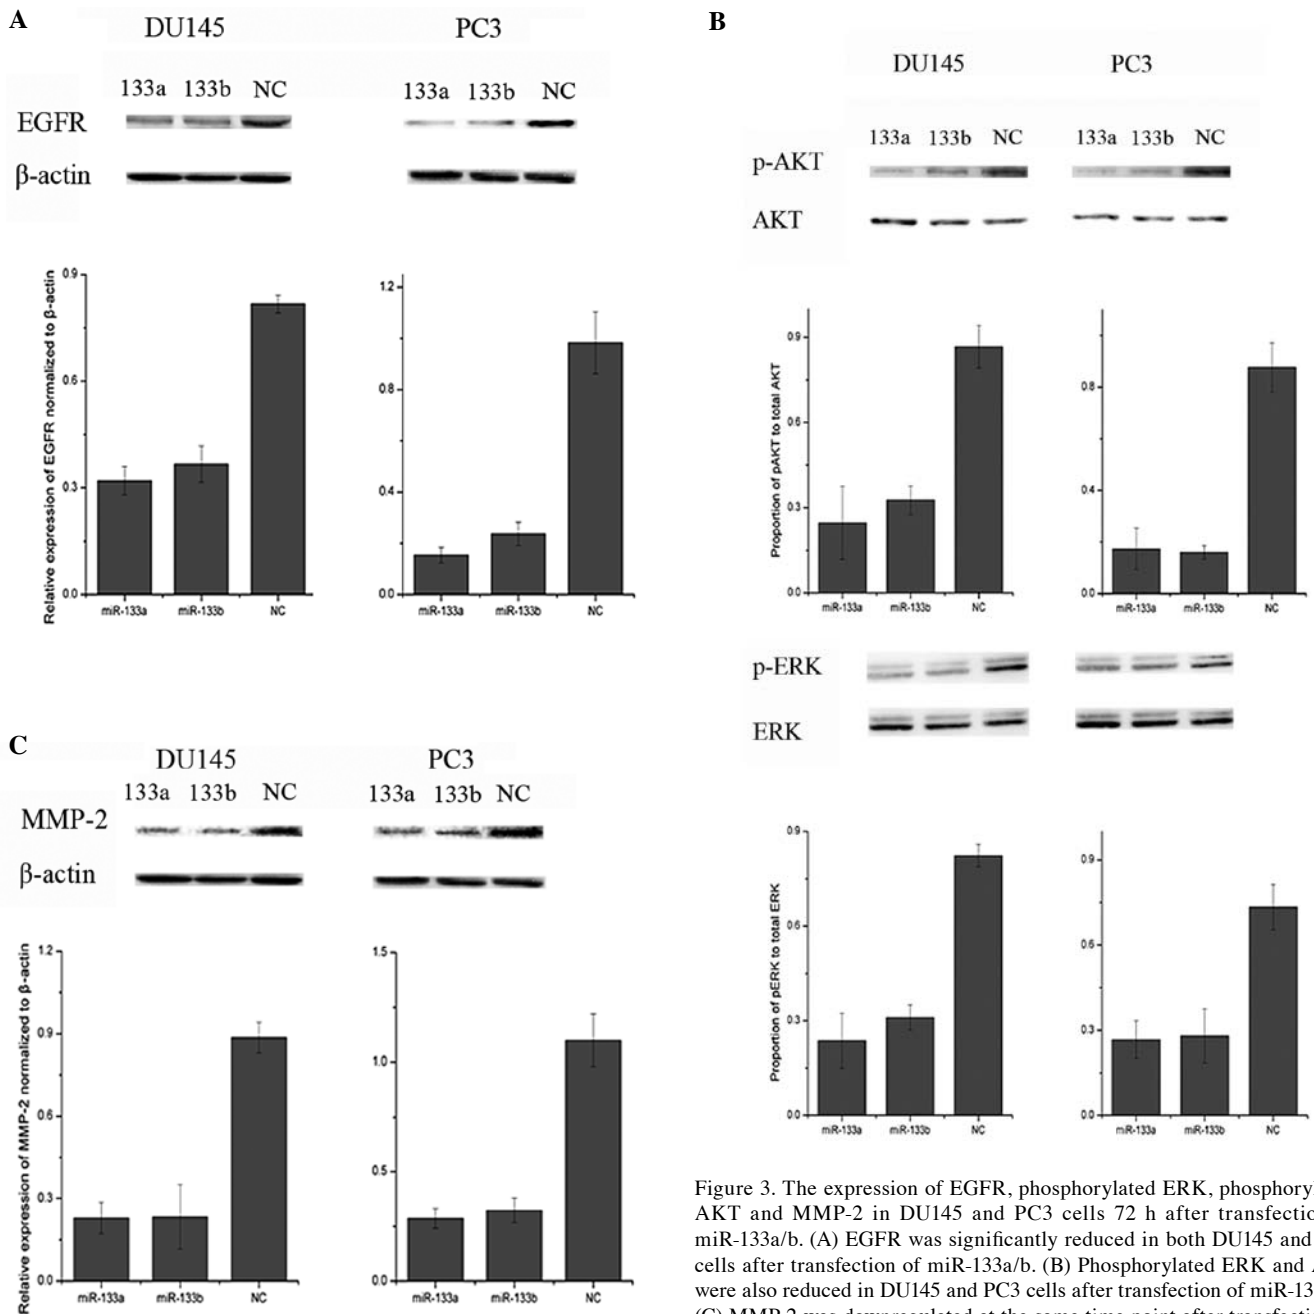 A
DU145 PC3
133a 133b NC 133a 133b NC
EGFR
β-actin
Relative expression of EGFR normalized to β-actin
0.9
0.6
0.3
0.0
miR-133a miR-133b NC
1.2
0.8
0.4
0.0
miR-133a miR-133b NC
B
DU145 PC3
133a 133b NC 133a 133b NC
p-AKT
AKT
Proportion of pAKT to total AKT
0.9
0.6
0.3
0.0
miR-133a miR-133b NC
0.8
0.4
0.0
miR-133a miR-133b NC
p-ERK
ERK
Proportion of pERK to total ERK
0.9
0.6
0.3
0.0
miR-133a miR-133b NC
0.9
0.6
0.3
0.0
miR-133a miR-133b NC
C
DU145 PC3
133a 133b NC 133a 133b NC
MMP-2
β-actin
Relative expression of MMP-2 normalized to β-actin
1.2
0.9
0.6
0.3
0.0
miR-133a miR-133b NC
1.5
1.0
0.5
0.0
miR-133a miR-133b NC
Figure 3. The expression of EGFR, phosphorylated ERK, phosphoryl
AKT and MMP-2 in DU145 and PC3 cells 72 h after transfectio
miR-133a/b. (A) EGFR was significantly reduced in both DU145 and
cells after transfection of miR-133a/b. (B) Phosphorylated ERK and
were also reduced in DU145 and PC3 cells after transfection of